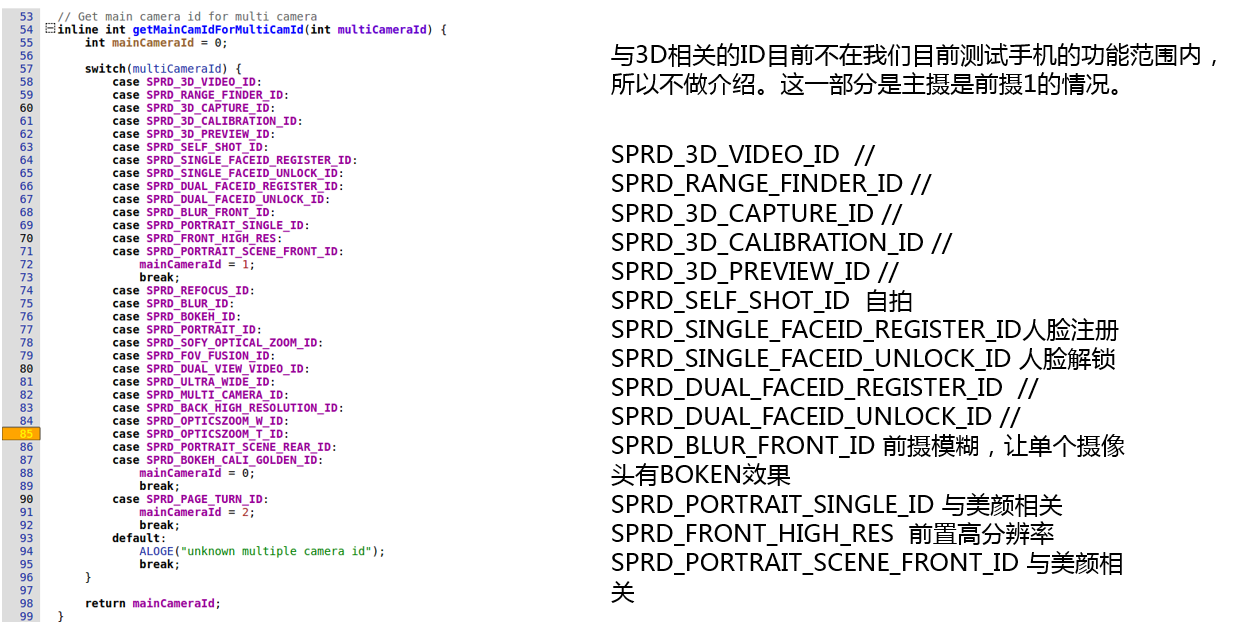 53 // Get main camera id for multi camera
54 inline int getMainCamIdForMultiCamId(int multiCameraId) {
55 int mainCameraId = 0;
56
57 switch(multiCameraId) {
58 case SPRD_3D_VIDEO_ID:
59 case SPRD_RANGE_FINDER_ID:
60 case SPRD_3D_CAPTURE_ID:
61 case SPRD_3D_CALIBRATION_ID:
62 case SPRD_3D_PREVIEW_ID:
63 case SPRD_SELF_SHOT_ID:
64 case SPRD_SINGLE_FACEID_REGISTER_ID:
65 case SPRD_SINGLE_FACEID_UNLOCK_ID:
66 case SPRD_DUAL_FACEID_REGISTER_ID:
67 case SPRD_DUAL_FACEID_UNLOCK_ID:
68 case SPRD_BLUR_FRONT_ID:
69 case SPRD_PORTRAIT_SINGLE_ID:
70 case SPRD_FRONT_HIGH_RES:
71 case SPRD_PORTRAIT_SCENE_FRONT_ID:
72 mainCameraId = 1;
73 break;
74 case SPRD_REFOCUS_ID:
75 case SPRD_BLUR_ID:
76 case SPRD_BOKEH_ID:
77 case SPRD_PORTRAIT_ID:
78 case SPRD_SOFY_OPTICAL_ZOOM_ID:
79 case SPRD_FOV_FUSION_ID:
80 case SPRD_DUAL_VIEW_VIDEO_ID:
81 case SPRD_ULTRA_WIDE_ID:
82 case SPRD_MULTI_CAMERA_ID:
83 case SPRD_BACK_HIGH_RESOLUTION_ID:
84 case SPRD_OPTICSZOOM_W_ID:
85 case SPRD_OPTICSZOOM_T_ID:
86 case SPRD_PORTRAIT_SCENE_REAR_ID:
87 case SPRD_BOKEH_CALI_GOLDEN_ID:
88 mainCameraId = 0;
89 break;
90 case SPRD_PAGE_TURN_ID:
91 mainCameraId = 2;
92 break;
93 default:
94 ALOGE("unknown multiple camera id");
95 break;
96 }
97
98 return mainCameraId;
99 }
与3D相关的ID目前不在我们目前测试手机的功能范围内，
所以不做介绍。这一部分是主摄是前摄1的情况。
SPRD_3D_VIDEO_ID //
SPRD_RANGE_FINDER_ID //
SPRD_3D_CAPTURE_ID //
SPRD_3D_CALIBRATION_ID //
SPRD_3D_PREVIEW_ID //
SPRD_SELF_SHOT_ID 自拍
SPRD_SINGLE_FACEID_REGISTER_ID人脸注册
SPRD_SINGLE_FACEID_UNLOCK_ID 人脸解锁
SPRD_DUAL_FACEID_REGISTER_ID //
SPRD_DUAL_FACEID_UNLOCK_ID //
SPRD_BLUR_FRONT_ID 前摄模糊，让单个摄像
头有BOKEN效果
SPRD_PORTRAIT_SINGLE_ID 与美颜相关
SPRD_FRONT_HIGH_RES 前置高分辨率
SPRD_PORTRAIT_SCENE_FRONT_ID 与美颜相
关